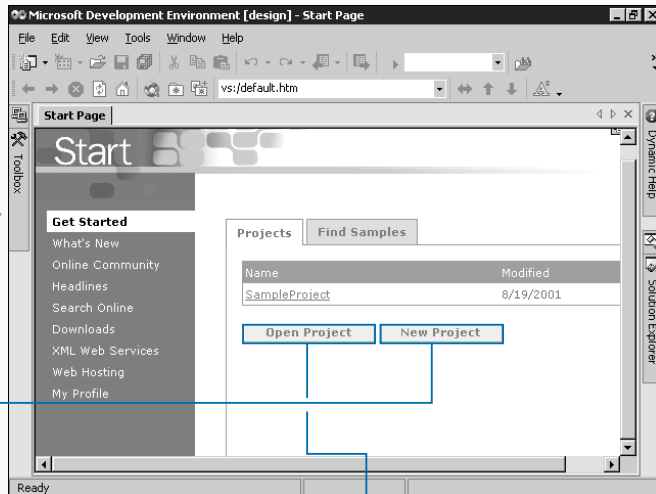 Microsoft Development Environment [design] - Start Page
File Edit View Tools Window Help
vs:/default.htm
Start Page
Toolbox
Start
Get Started
What's New
Online Community
Headlines
Search Online
Downloads
XML Web Services
Web Hosting
My Profile
Projects Find Samples
Name Modified
SampleProject 8/19/2001
Open Project New Project
Dynamic Help
Solution Explorer
Ready